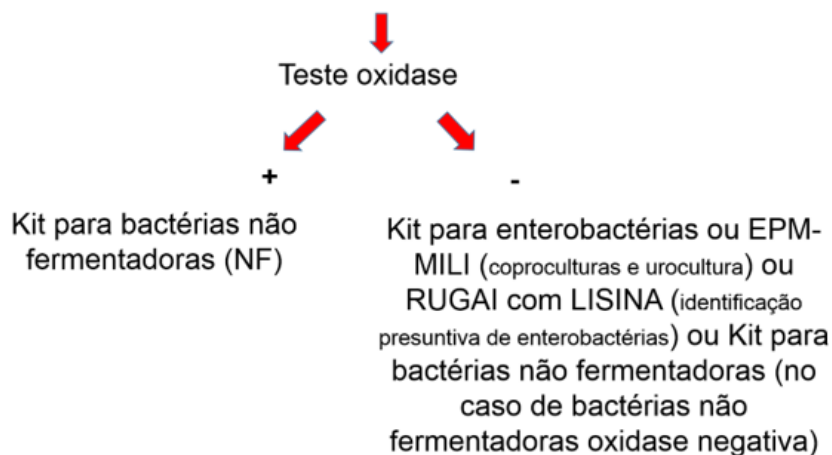 Teste oxidase
+
-
Kit para bactérias não
fermentadoras (NF)
Kit para enterobactérias ou EPM-
MILI (coproculturas e urocultura) ou
RUGAI com LISINA (identificação
presuntiva de enterobactérias) ou Kit para
bactérias não fermentadoras (no
caso de bactérias não
fermentadoras oxidase negativa)